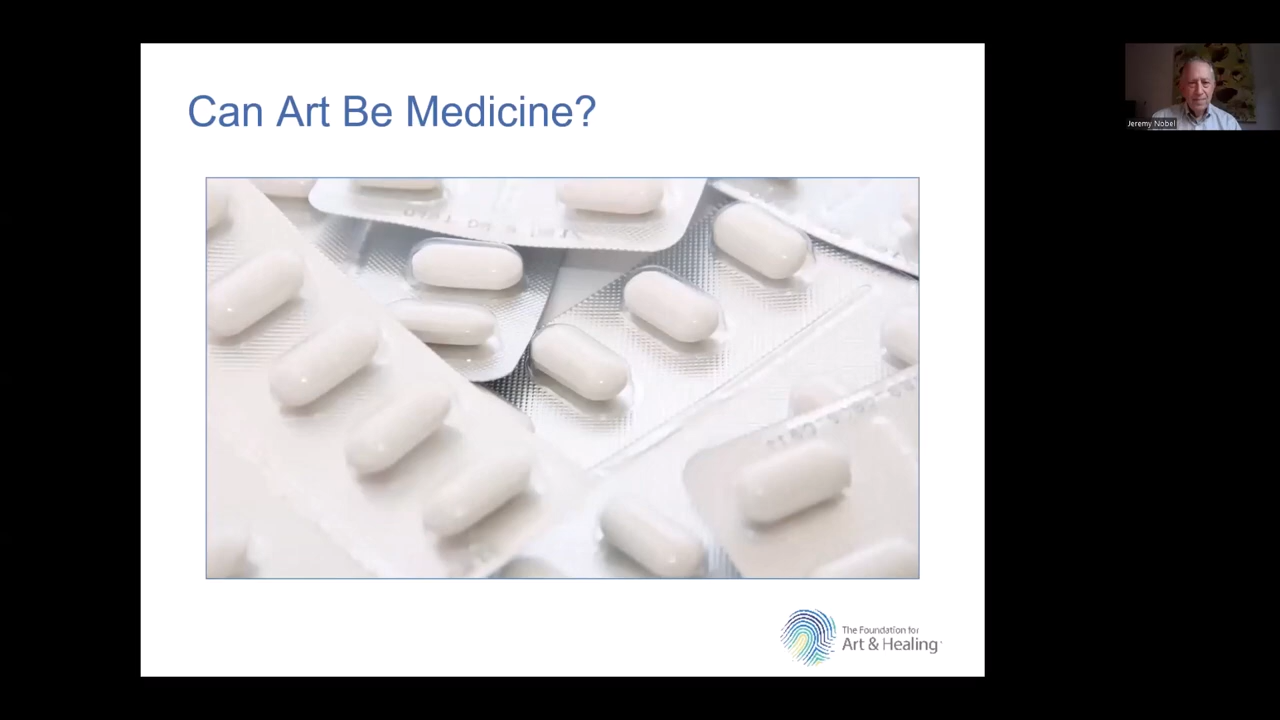 Can Art Be Medicine?
Jeremy Nobel
The Foundation for
Art & Healing